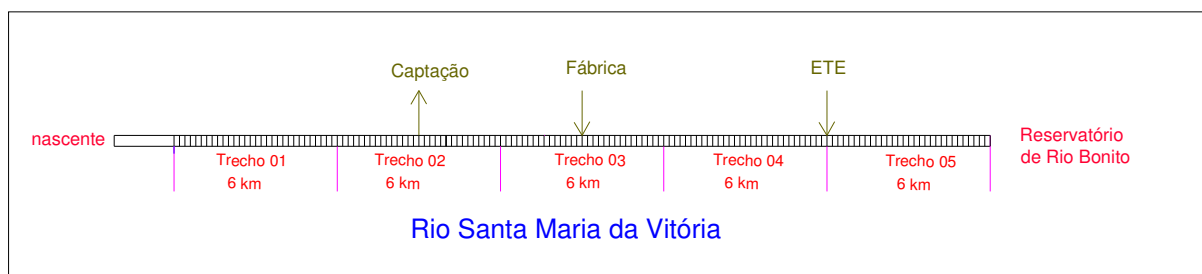 Captação
Fábrica
ETE
nascente
Reservatório
de Rio Bonito
Trecho 01
6 km
Trecho 02
6 km
Trecho 03
6 km
Trecho 04
6 km
Trecho 05
6 km
Rio Santa Maria da Vitória